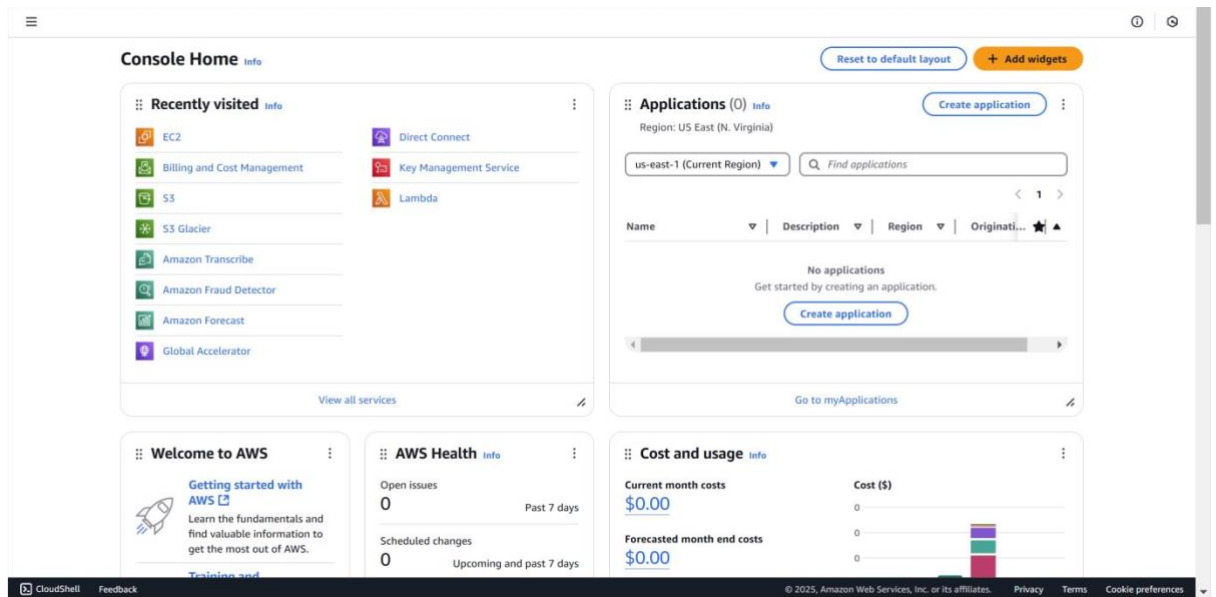 Console Home Info
Reset to default layout
+ Add widgets
Recently visited Info
EC2
Billing and Cost Management
S3
S3 Glacier
Amazon Transcribe
Amazon Fraud Detector
Amazon Forecast
Global Accelerator
Direct Connect
Key Management Service
Lambda
View all services
Applications (0) Info
Create application
Region: US East (N. Virginia)
us-east-1 (Current Region)
Find applications
1
Name
Description
Region
Originati...
No applications
Get started by creating an application.
Create application
Go to myApplications
Welcome to AWS
Getting started with
AWS
Learn the fundamentals and
find valuable information to
get the most out of AWS.
Training and
AWS Health Info
Open issues
0
Past 7 days
Scheduled changes
0
Upcoming and past 7 days
Cost and usage Info
Current month costs
$0.00
Forecasted month end costs
$0.00
Cost ($)
0
0
0
CloudShell
Feedback
© 2025, Amazon Web Services, Inc. or its affiliates.
Privacy
Terms
Cookie preferences